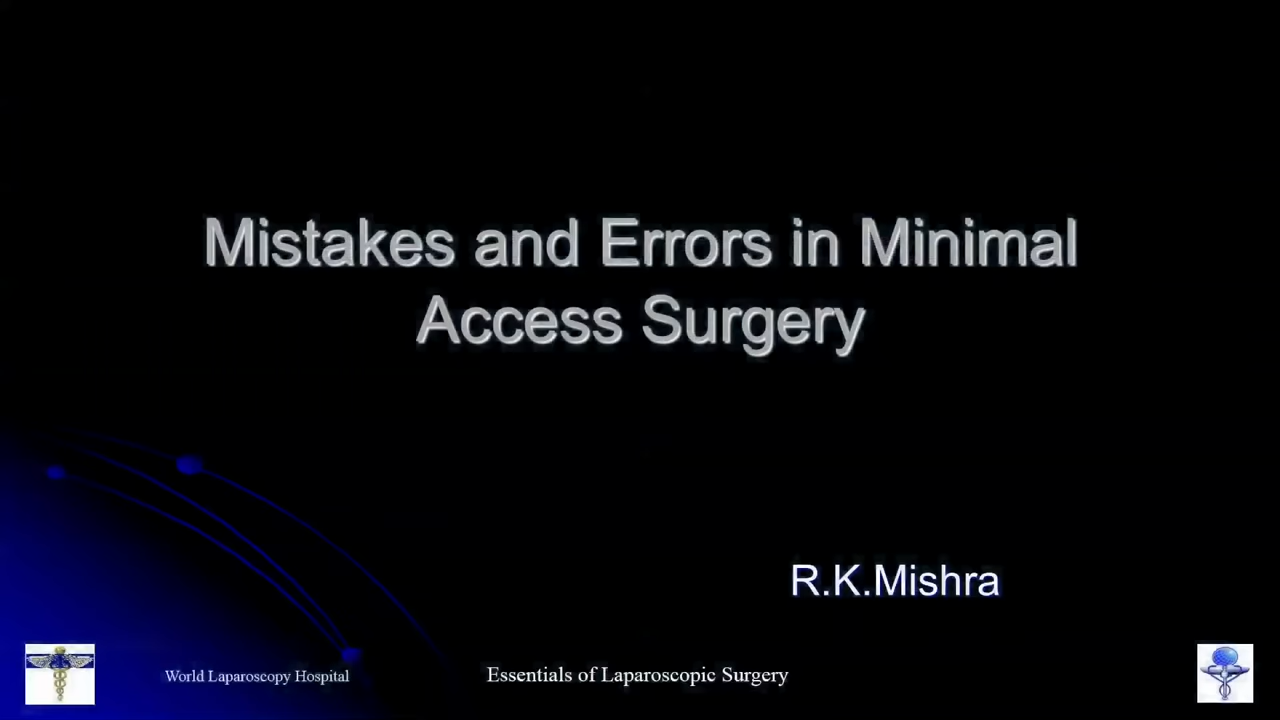 Mistakes and Errors in Minimal
Access Surgery
R.K.Mishra
World Laparoscopy Hospital
Essentials of Laparoscopic Surgery